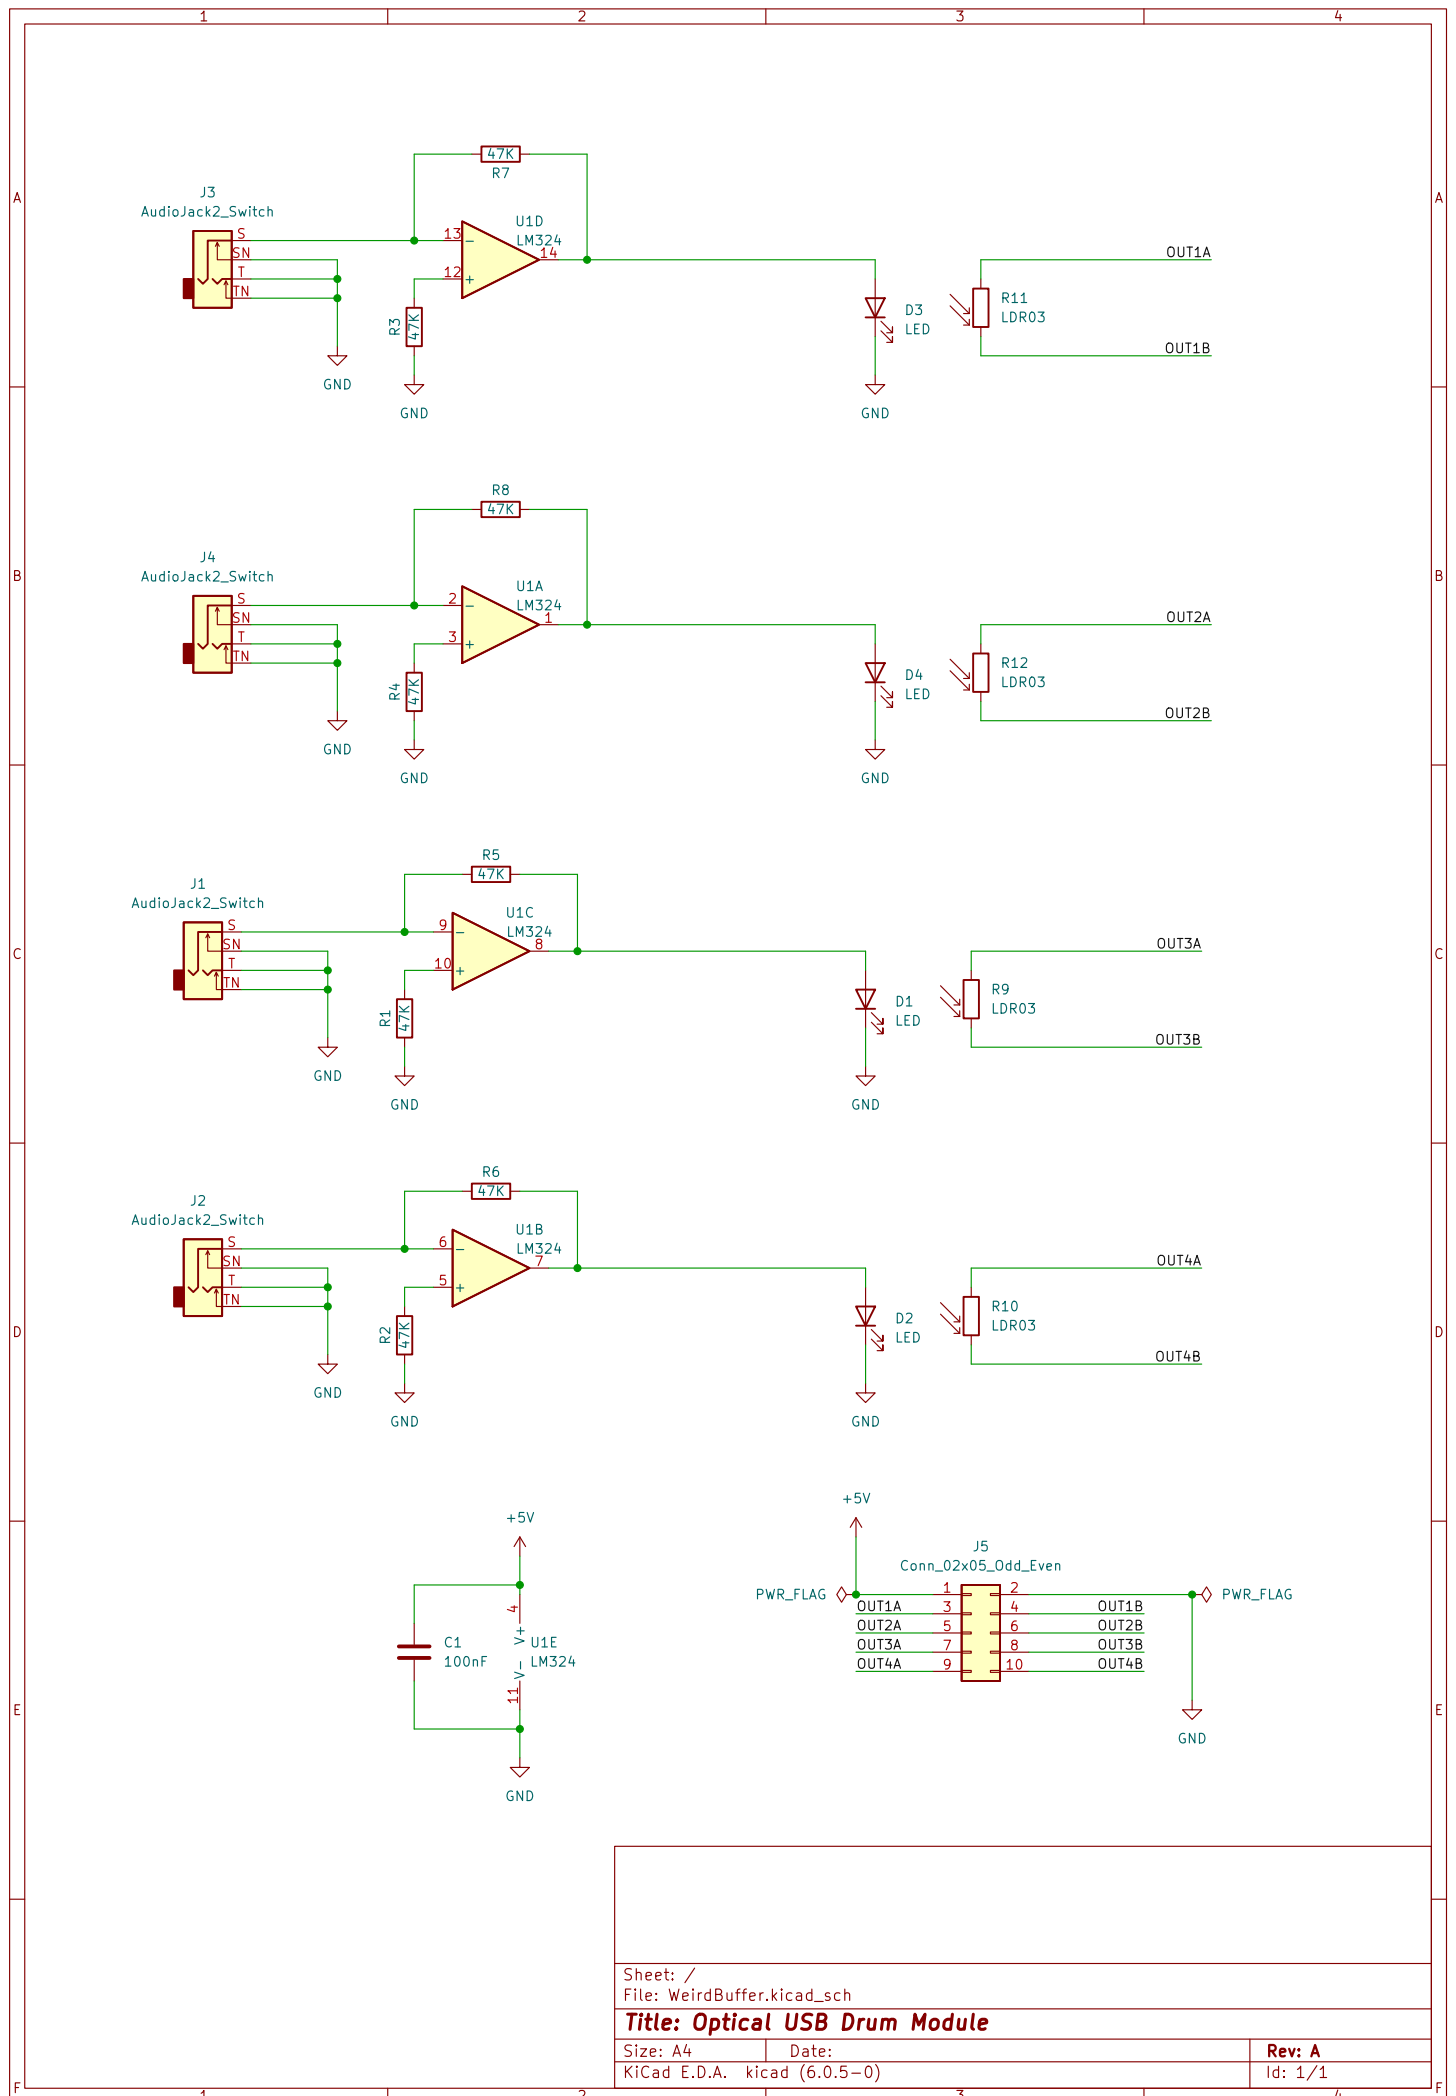 1 2 3 4
A A
47K
R7
J3
AudioJack2_Switch
U1D
LM324
S
SN
T
TN
13 −
14
12 +
R3 47K
GND
GND
OUT1A
D3
LED
R11
LDR03
OUT1B
GND
B B
R8
47K
J4
AudioJack2_Switch
U1A
LM324
S
SN
T
TN
2 −
1
3 +
R4 47K
GND
GND
OUT2A
D4
LED
R12
LDR03
OUT2B
GND
C C
R5
47K
J1
AudioJack2_Switch
U1C
LM324
S
SN
T
TN
9 −
8
10 +
R1 47K
GND
GND
OUT3A
D1
LED
R9
LDR03
OUT3B
GND
D D
R6
47K
J2
AudioJack2_Switch
U1B
LM324
S
SN
T
TN
6 −
7
5 +
R2 47K
GND
GND
OUT4A
D2
LED
R10
LDR03
OUT4B
GND
E E
+5V
4
V+
C1
100nF
U1E
LM324
V−
11
GND
+5V
J5
Conn_02x05_Odd_Even
PWR_FLAG 1 2 PWR_FLAG
OUT1A 3 4 OUT1B
OUT2A 5 6 OUT2B
OUT3A 7 8 OUT3B
OUT4A 9 10 OUT4B
GND
Sheet: /
File: WeirdBuffer.kicad_sch
Title: Optical USB Drum Module
Size: A4 Date: Rev: A
KiCad E.D.A. kicad (6.0.5-0) Id: 1/1
F F
1 2 3 4